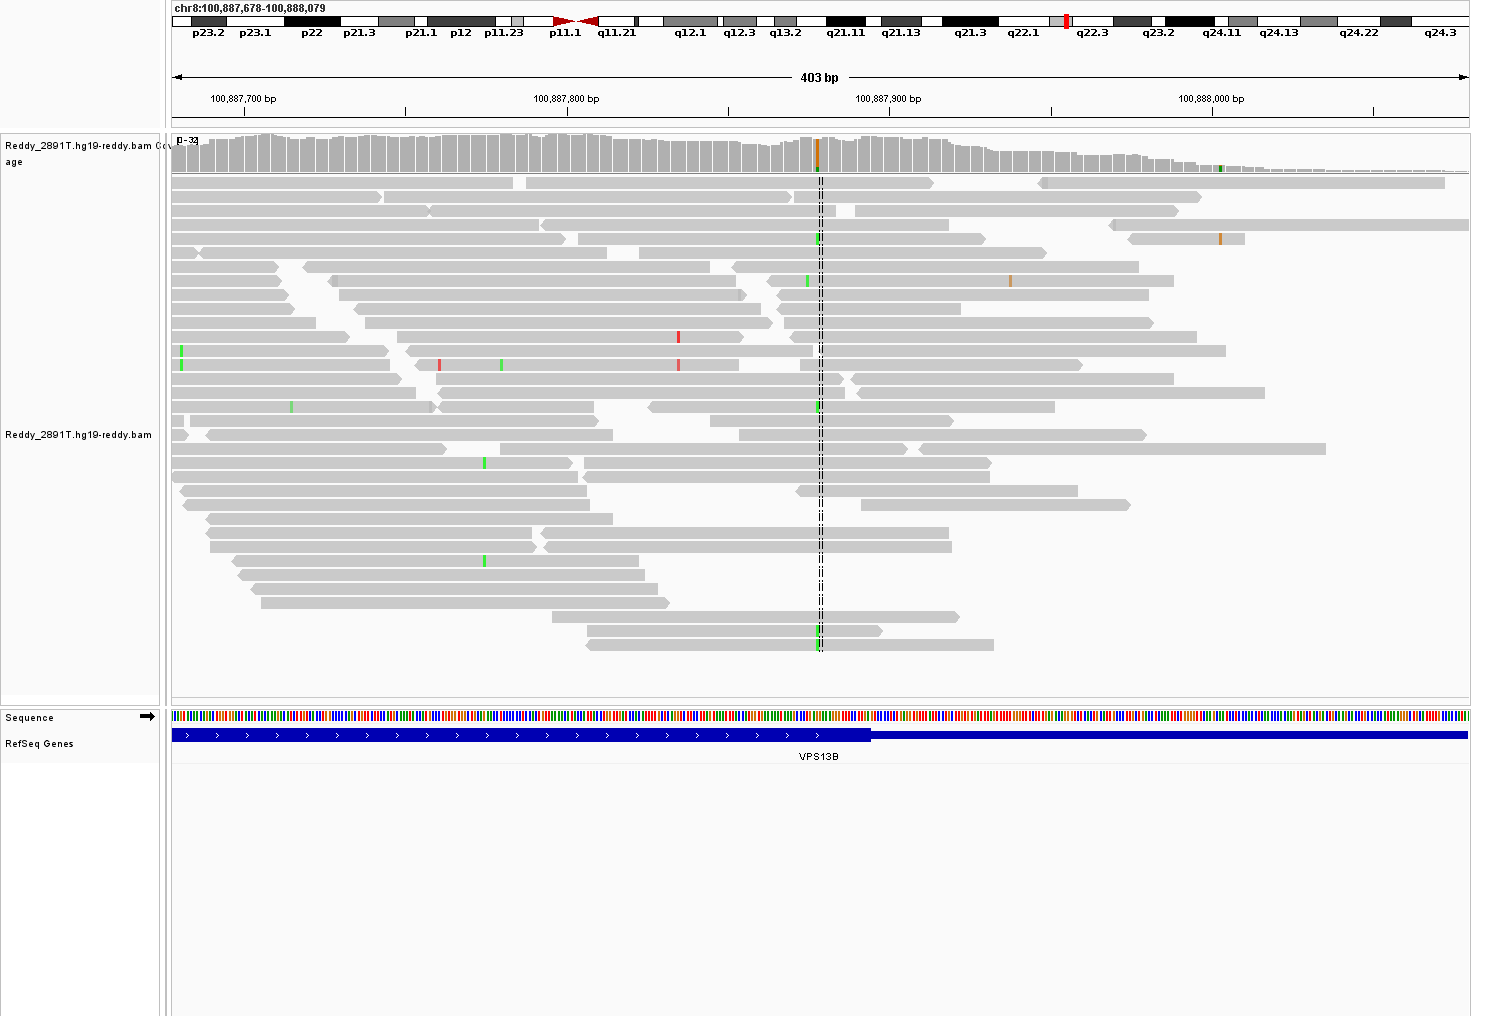 chr8:100,887,678-100,888,079
p23.2 p23.1 p22 p21.3 p21.1 p12 p11.23 p11.1 q11.21 q12.1 q12.3 q13.2 q21.11 q21.13 q21.3 q22.1 q22.3 q23.2 q24.11 q24.13 q24.22 q24.3
403 bp
100,887,700 bp 100,887,800 bp 100,887,900 bp 100,888,000 bp
[0-32]
Reddy_2891T.hg19-reddy.bam Cov
age
Reddy_2891T.hg19-reddy.bam
Sequence
RefSeq Genes
VPS13B